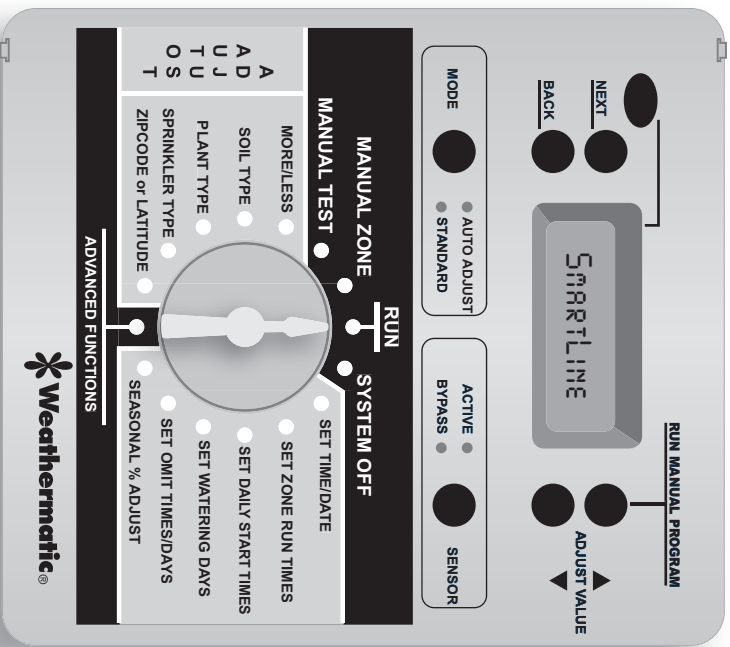 RUN MANUAL PROGRAM
NEXT
BACK
SMARTLINE
ADJUST VALUE
MODE
AUTO ADJUST
STANDARD
ACTIVE
BYPASS
SENSOR
RUN
MANUAL ZONE
SYSTEM OFF
MANUAL TEST
SET TIME/DATE
AUTO
ADJUST
MORE/LESS
SOIL TYPE
PLANT TYPE
SPRINKLER TYPE
ZIPCODE or LATITUDE
SET ZONE RUN TIMES
SET DAILY START TIMES
SET WATERING DAYS
SET OMIT TIMES/DAYS
SEASONAL % ADJUST
ADVANCED FUNCTIONS
Weathermatic®